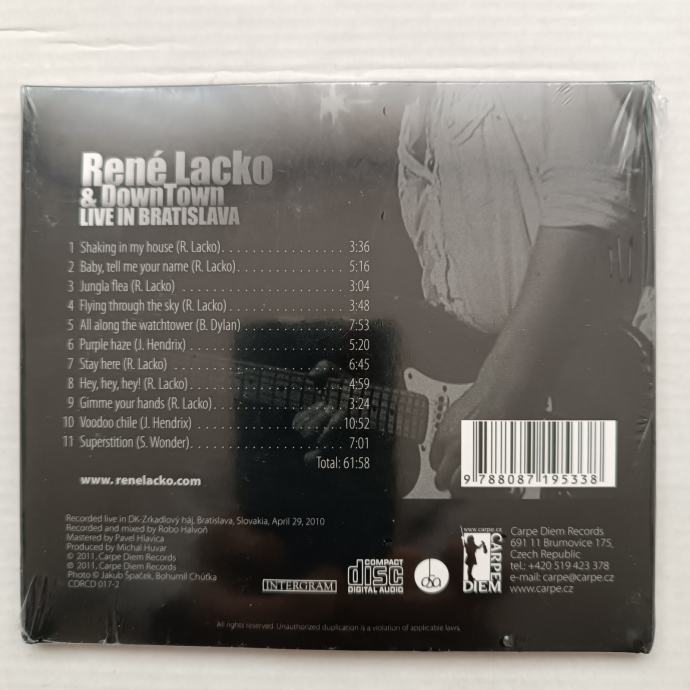 René Lacko
& DownTown
LIVE IN BRATISLAVA
1 Shaking in my house (R. Lacko) 3:36
2 Baby, tell me your name (R. Lacko) 5:16
3 Jungla flea (R. Lacko) 3:04
4 Flying through the sky (R. Lacko) 3:48
5 All along the watchtower (B. Dylan) 7:53
6 Purple haze (J. Hendrix) 5:20
7 Stay here (R. Lacko) 6:45
8 Hey, hey, hey! (R. Lacko) 4:59
9 Gimme your hands (R. Lacko) 3:24
10 Voodoo chile (J. Hendrix) 10:52
11 Superstition (S. Wonder) 7:01
Total: 61:58
www.renelacko.com
9 788087 195338
Recorded live in DK-Zrkadlový háj, Bratislava, Slovakia, April 29, 2010
Recorded and mixed by Robo Halvoň
Mastered by Pavel Hlavica
Produced by Michal Huvar
© 2011, Carpe Diem Records
℗ 2011, Carpe Diem Records
Photo © Jakub Špaček, Bohumil Chůtka
CDRCD 017-2
INTERGRAM
COMPACT
disc
DIGITAL AUDIO
osa
www.carpe.cz
CARPE
DIEM
Carpe Diem Records
691 11 Brumovice 175,
Czech Republic
tel.: +420 519 423 378
e-mail: carpe@carpe.cz
www.carpe.cz
All rights reserved. Unauthorized duplication is a violation of applicable laws.